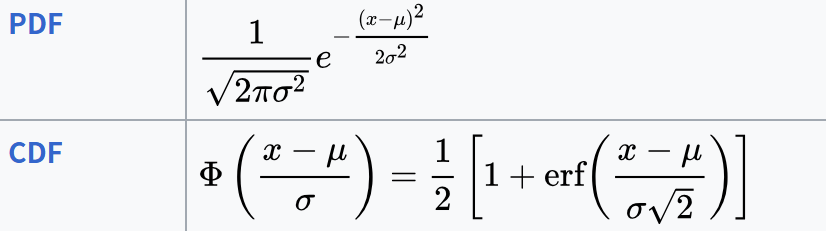 PDF
1/√(2πσ²) e^(−(x−μ)²/(2σ²))
CDF
Φ((x − μ)/σ) = 1/2 [1 + erf((x − μ)/(σ√2))]